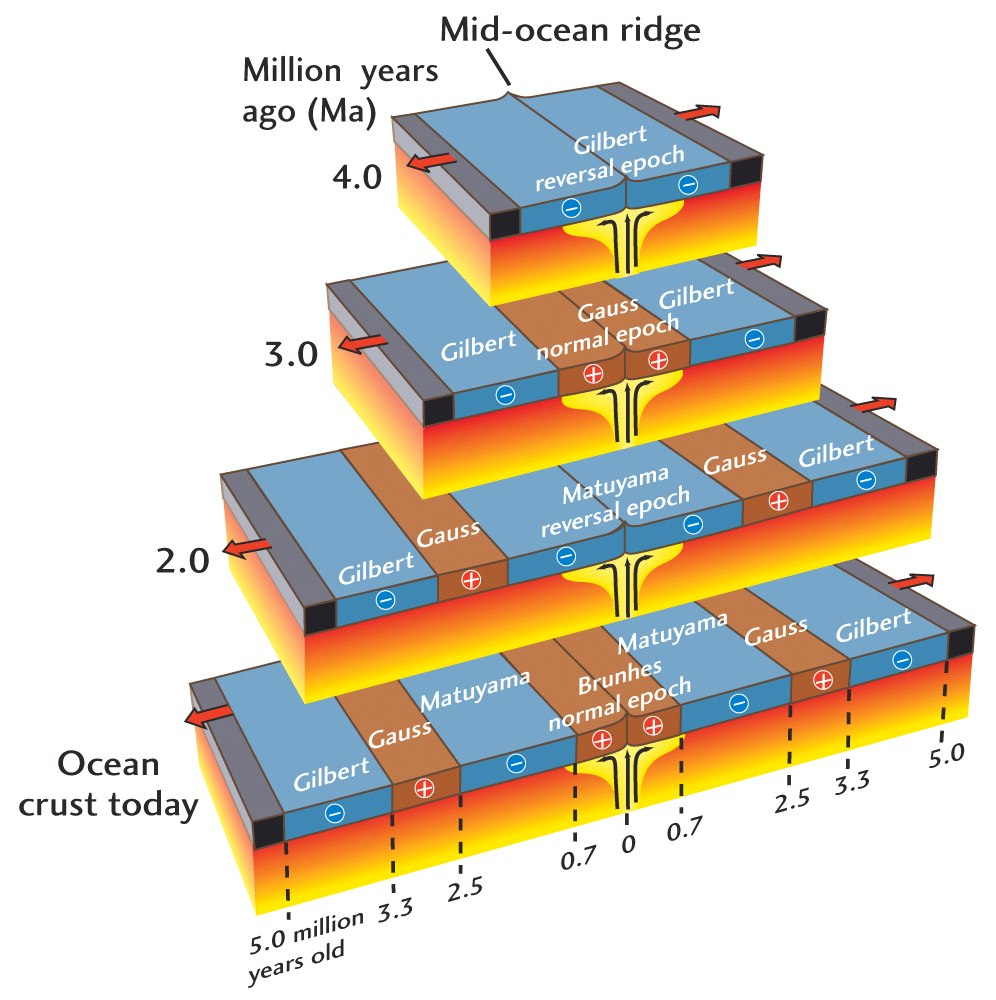 Mid-ocean ridge
Million years
ago (Ma)
4.0
Gilbert
reversal epoch
−
−
3.0
Gilbert
Gauss
normal epoch
Gilbert
−
+
+
−
2.0
Gilbert
Gauss
Matuyama
reversal epoch
Gauss
Gilbert
−
+
−
−
+
−
Ocean
crust today
Gilbert
Gauss
Matuyama
Brunhes
normal epoch
Matuyama
Gauss
Gilbert
−
+
−
+
+
−
+
−
5.0 million
years old
3.3
2.5
0.7
0
0.7
2.5
3.3
5.0